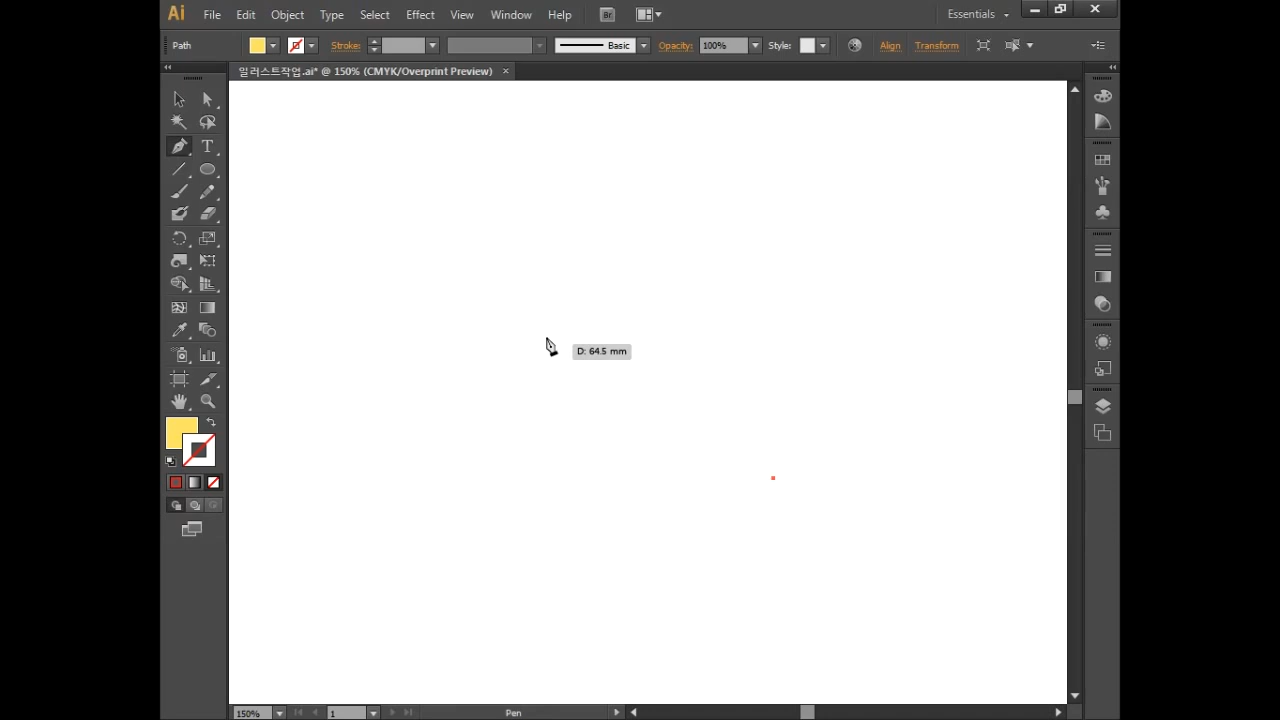 Ai File Edit Object Type Select Effect View Window Help Br Essentials
Path Stroke: Basic Opacity: 100% Style: Align Transform
일러스트작업.ai* @ 150% (CMYK/Overprint Preview) ×
T
D: 64.5 mm
150% 1 Pen